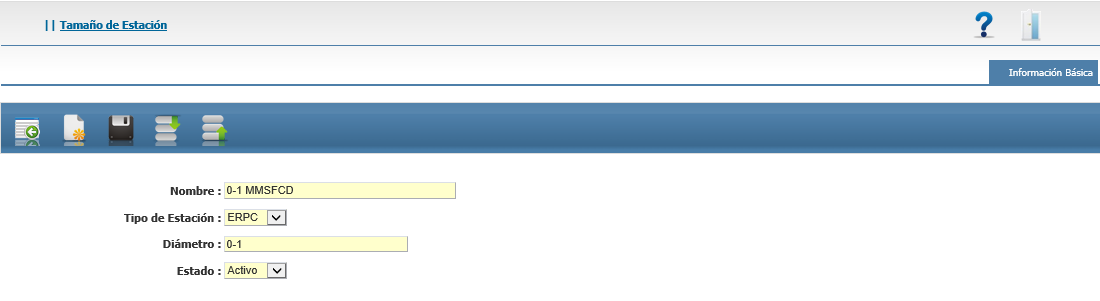 || Tamaño de Estación
Información Básica
Nombre : 0-1 MMSFCD
Tipo de Estación : ERPC
Diámetro : 0-1
Estado : Activo